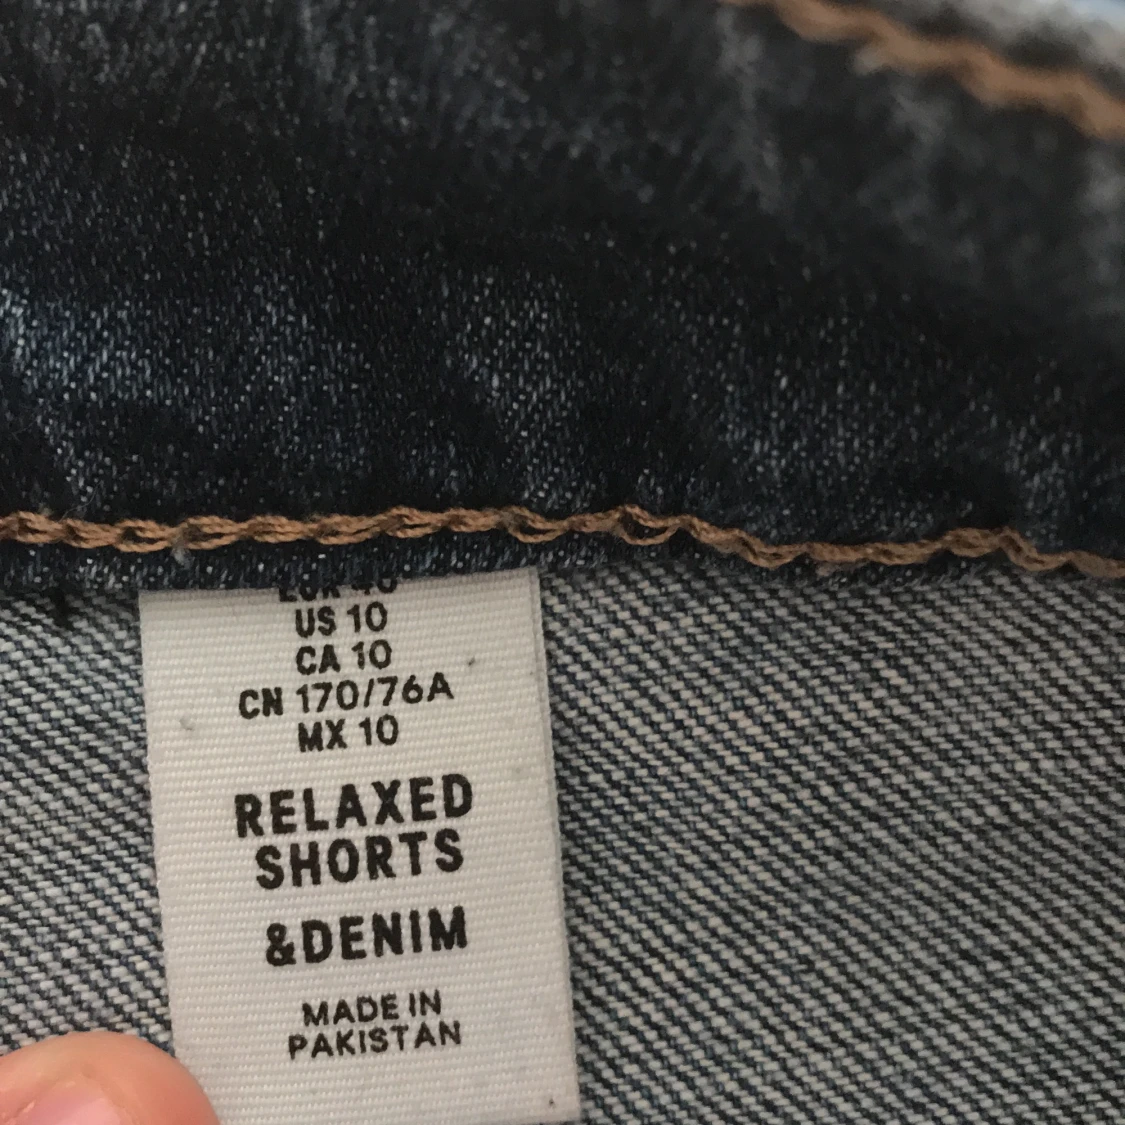 US 10
CA 10
CN 170/76A
MX 10
RELAXED
SHORTS
&DENIM
MADE IN
PAKISTAN